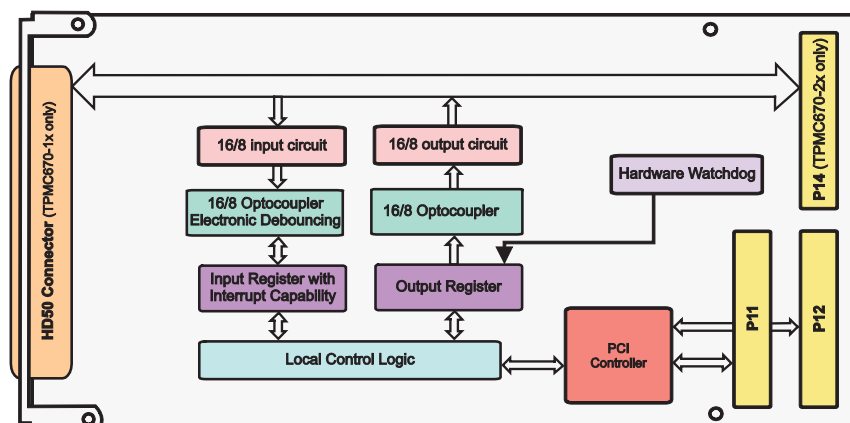 HD50 Connector (TPMC670-1x only)
16/8 input circuit
16/8 output circuit
P14 (TPMC670-2x only)
Hardware Watchdog
16/8 Optocoupler
Electronic Debouncing
16/8 Optocoupler
Input Register with
Interrupt Capability
Output Register
Local Control Logic
PCI
Controller
P11
P12